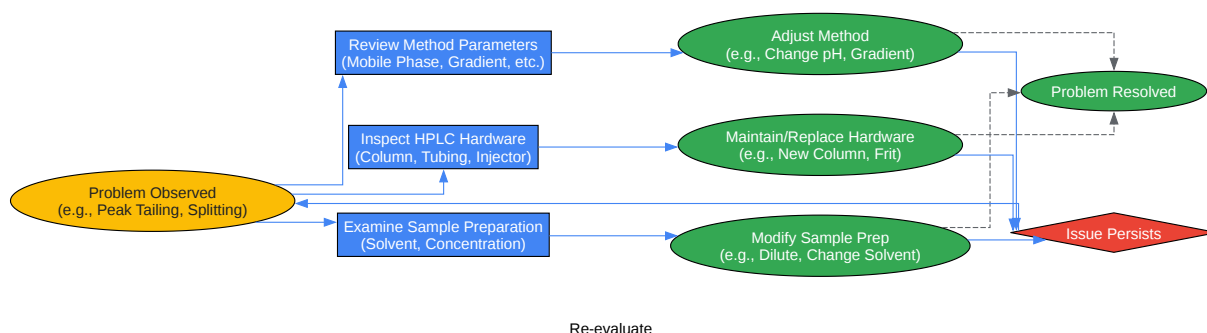 Review Method Parameters
(Mobile Phase, Gradient, etc.)
Adjust Method
(e.g., Change pH, Gradient)
Problem Resolved
Inspect HPLC Hardware
(Column, Tubing, Injector)
Maintain/Replace Hardware
(e.g., New Column, Frit)
Problem Observed
(e.g., Peak Tailing, Splitting)
Examine Sample Preparation
(Solvent, Concentration)
Modify Sample Prep
(e.g., Dilute, Change Solvent)
Issue Persists
Re-evaluate